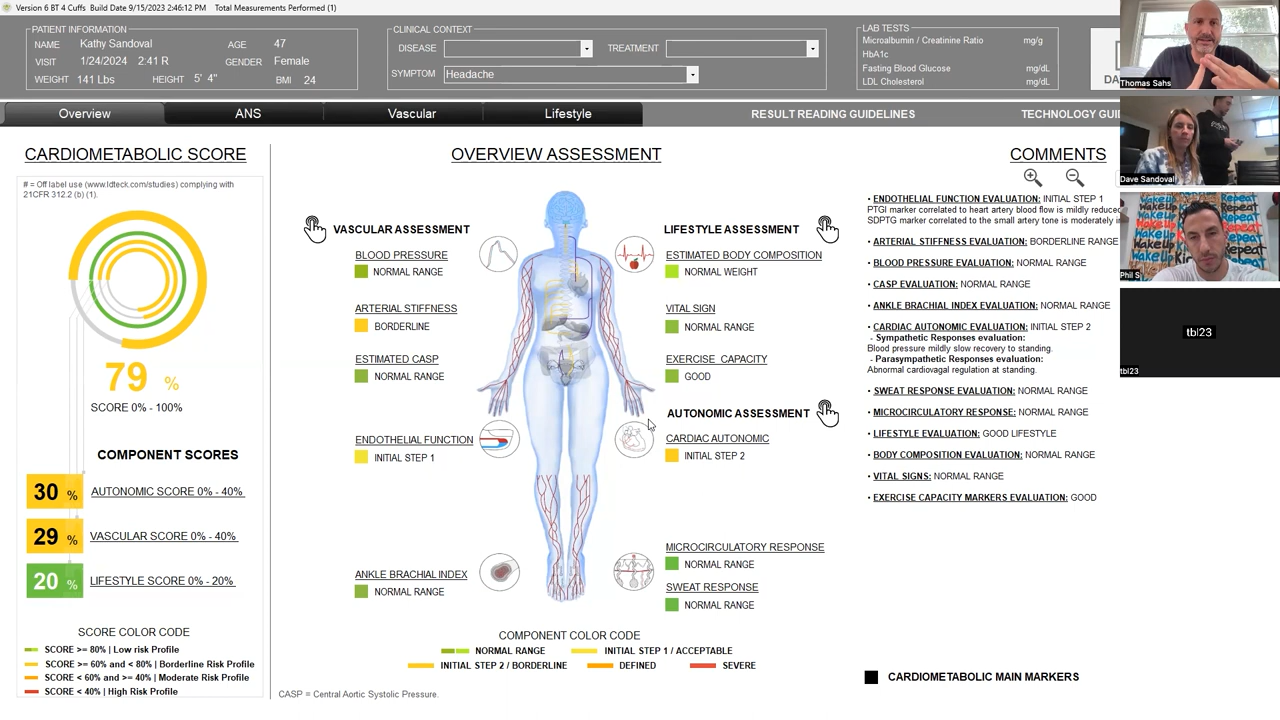 Version 6 BT 4 Cuffs Build Date 9/15/2023 2:46:12 PM Total Measurements Performed (1)
PATIENT INFORMATION
NAME Kathy Sandoval AGE 47
VISIT 1/24/2024 2.41 R GENDER Female
WEIGHT 141 Lbs HEIGHT 5' 4" BMI 24
CLINICAL CONTEXT
DISEASE TREATMENT
SYMPTOM Headache
LAB TESTS
Microalbumin / Creatinine Ratio mg/g
HbA1c
Fasting Blood Glucose mg/dL
LDL Cholesterol mg/dL
DA
Overview ANS Vascular Lifestyle RESULT READING GUIDELINES TECHNOLOGY GUI
CARDIOMETABOLIC SCORE
# = Off label use (www.ldteck.com/studies) complying with
21CFR 312.2 (b) (1).
79 %
SCORE 0% - 100%
COMPONENT SCORES
30 % AUTONOMIC SCORE 0% - 40%
29 % VASCULAR SCORE 0% - 40%
20 % LIFESTYLE SCORE 0% - 20%
SCORE COLOR CODE
SCORE >= 80% | Low risk Profile
SCORE >= 60% and < 80% | Borderline Risk Profile
SCORE < 60% and >= 40% | Moderate Risk Profile
SCORE < 40% | High Risk Profile
OVERVIEW ASSESSMENT
VASCULAR ASSESSMENT
BLOOD PRESSURE
NORMAL RANGE
ARTERIAL STIFFNESS
BORDERLINE
ESTIMATED CASP
NORMAL RANGE
ENDOTHELIAL FUNCTION
INITIAL STEP 1
ANKLE BRACHIAL INDEX
NORMAL RANGE
LIFESTYLE ASSESSMENT
ESTIMATED BODY COMPOSITION
NORMAL WEIGHT
VITAL SIGN
NORMAL RANGE
EXERCISE CAPACITY
GOOD
AUTONOMIC ASSESSMENT
CARDIAC AUTONOMIC
INITIAL STEP 2
MICROCIRCULATORY RESPONSE
NORMAL RANGE
SWEAT RESPONSE
NORMAL RANGE
COMPONENT COLOR CODE
NORMAL RANGE INITIAL STEP 1 / ACCEPTABLE
INITIAL STEP 2 / BORDERLINE DEFINED SEVERE
CASP = Central Aortic Systolic Pressure.
COMMENTS
• ENDOTHELIAL FUNCTION EVALUATION: INITIAL STEP 1
PTGI marker correlated to heart artery blood flow is mildly reduced
SDPTG marker correlated to the small artery tone is moderately i
• ARTERIAL STIFFNESS EVALUATION: BORDERLINE RANGE
• BLOOD PRESSURE EVALUATION: NORMAL RANGE
• CASP EVALUATION: NORMAL RANGE
• ANKLE BRACHIAL INDEX EVALUATION: NORMAL RANGE
• CARDIAC AUTONOMIC EVALUATION: INITIAL STEP 2
- Sympathetic Responses evaluation:
Blood pressure mildly slow recovery to standing.
- Parasympathetic Responses evaluation:
Abnormal cardiovagal regulation at standing.
• SWEAT RESPONSE EVALUATION: NORMAL RANGE
• MICROCIRCULATORY RESPONSE: NORMAL RANGE
• LIFESTYLE EVALUATION: GOOD LIFESTYLE
• BODY COMPOSITION EVALUATION: NORMAL RANGE
• VITAL SIGNS: NORMAL RANGE
• EXERCISE CAPACITY MARKERS EVALUATION: GOOD
CARDIOMETABOLIC MAIN MARKERS
Thomas Sahs
Dave Sandoval
Phil S
tbl23
tbl23